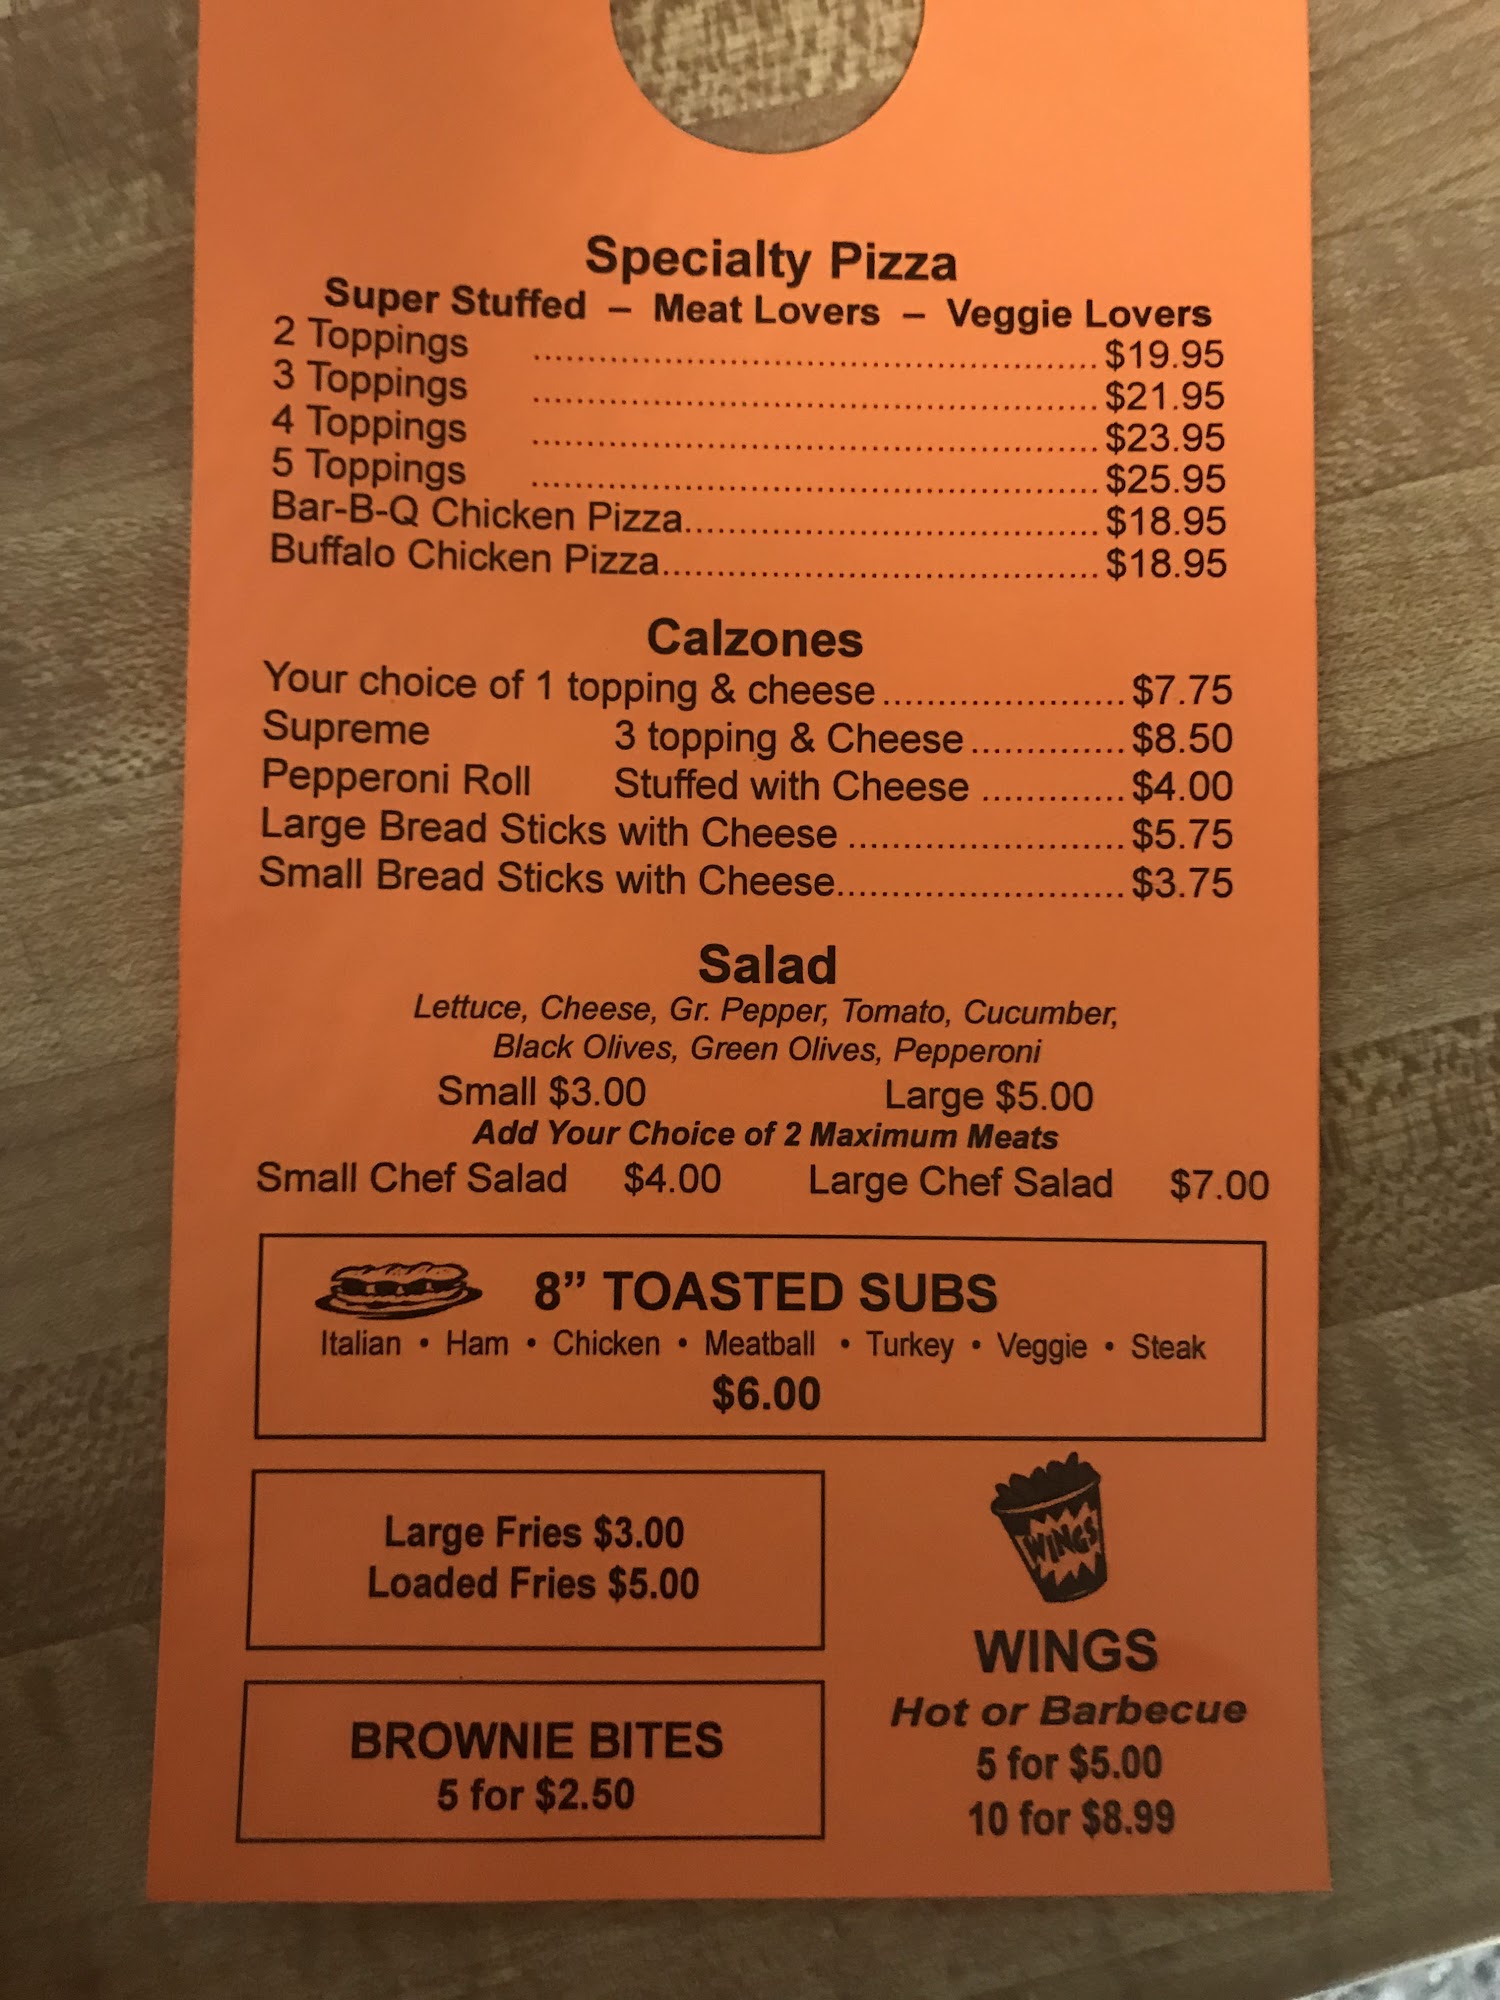 Specialty Pizza
Super Stuffed – Meat Lovers – Veggie Lovers
2 Toppings ........................................................ $19.95
3 Toppings ........................................................ $21.95
4 Toppings ........................................................ $23.95
5 Toppings ........................................................ $25.95
Bar-B-Q Chicken Pizza...................................... $18.95
Buffalo Chicken Pizza........................................ $18.95
Calzones
Your choice of 1 topping & cheese...................... $7.75
Supreme 3 topping & Cheese.............. $8.50
Pepperoni Roll Stuffed with Cheese ............. $4.00
Large Bread Sticks with Cheese ......................... $5.75
Small Bread Sticks with Cheese.......................... $3.75
Salad
Lettuce, Cheese, Gr. Pepper, Tomato, Cucumber,
Black Olives, Green Olives, Pepperoni
Small $3.00 Large $5.00
Add Your Choice of 2 Maximum Meats
Small Chef Salad $4.00 Large Chef Salad $7.00
8” TOASTED SUBS
Italian • Ham • Chicken • Meatball • Turkey • Veggie • Steak
$6.00
Large Fries $3.00
Loaded Fries $5.00
BROWNIE BITES
5 for $2.50
WINGS
WINGS
Hot or Barbecue
5 for $5.00
10 for $8.99